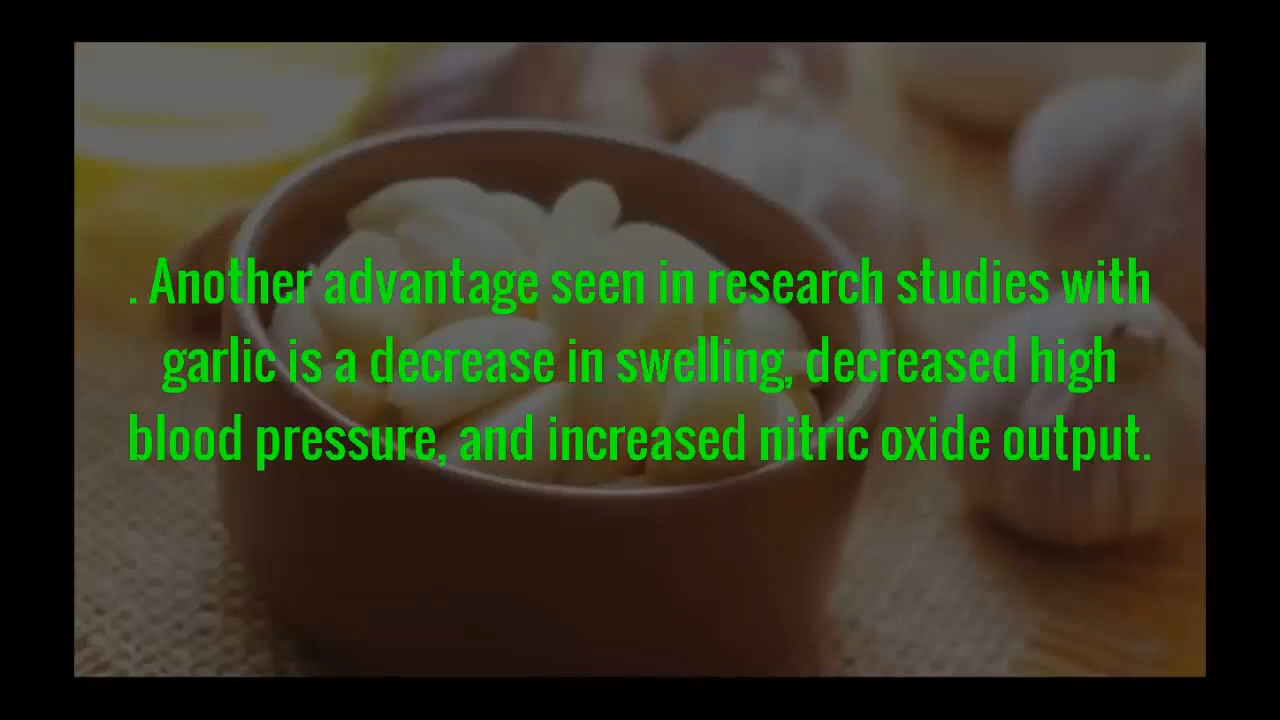 . Another advantage seen in research studies with
garlic is a decrease in swelling, decreased high
blood pressure, and increased nitric oxide output.